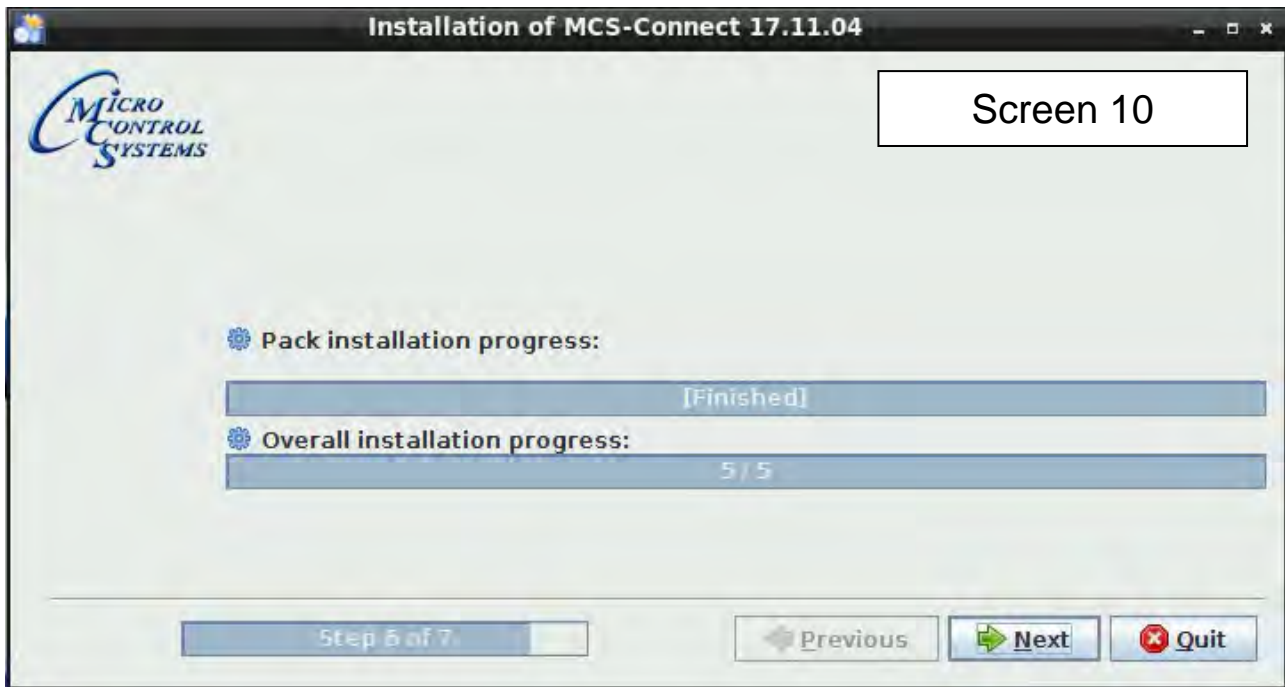 Installation of MCS-Connect 17.11.04
MICRO
CONTROL
SYSTEMS
Screen 10
Pack installation progress:
[Finished]
Overall installation progress:
5 / 5
Step 6 of 7
Previous
Next
Quit